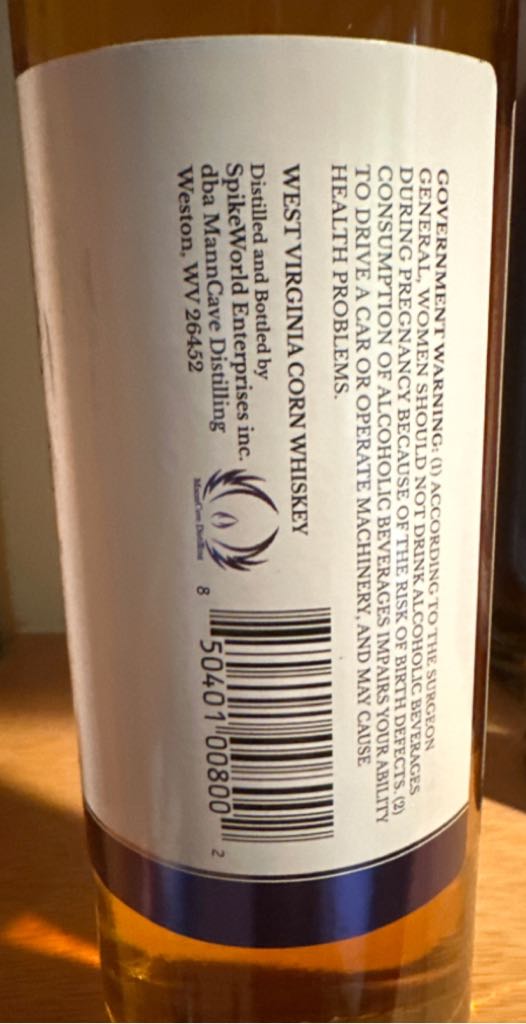 GOVERNMENT WARNING: (1) ACCORDING TO THE SURGEON
GENERAL, WOMEN SHOULD NOT DRINK ALCOHOLIC BEVERAGES
DURING PREGNANCY BECAUSE OF THE RISK OF BIRTH DEFECTS. (2)
CONSUMPTION OF ALCOHOLIC BEVERAGES IMPAIRS YOUR ABILITY
TO DRIVE A CAR OR OPERATE MACHINERY, AND MAY CAUSE
HEALTH PROBLEMS.
WEST VIRGINIA CORN WHISKEY
Distilled and Bottled by
SpikeWorld Enterprises inc.
dba MannCave Distilling
Weston, WV 26452
MannCave Distilling
8 50401 00800 2